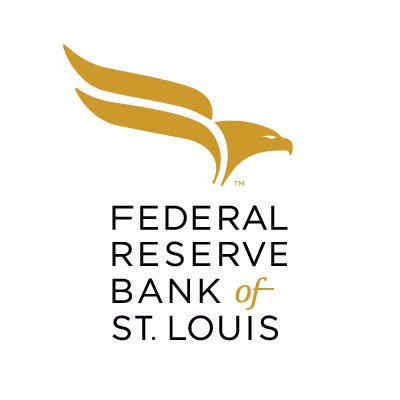 ™
FEDERAL
RESERVE
BANK of
ST. LOUIS